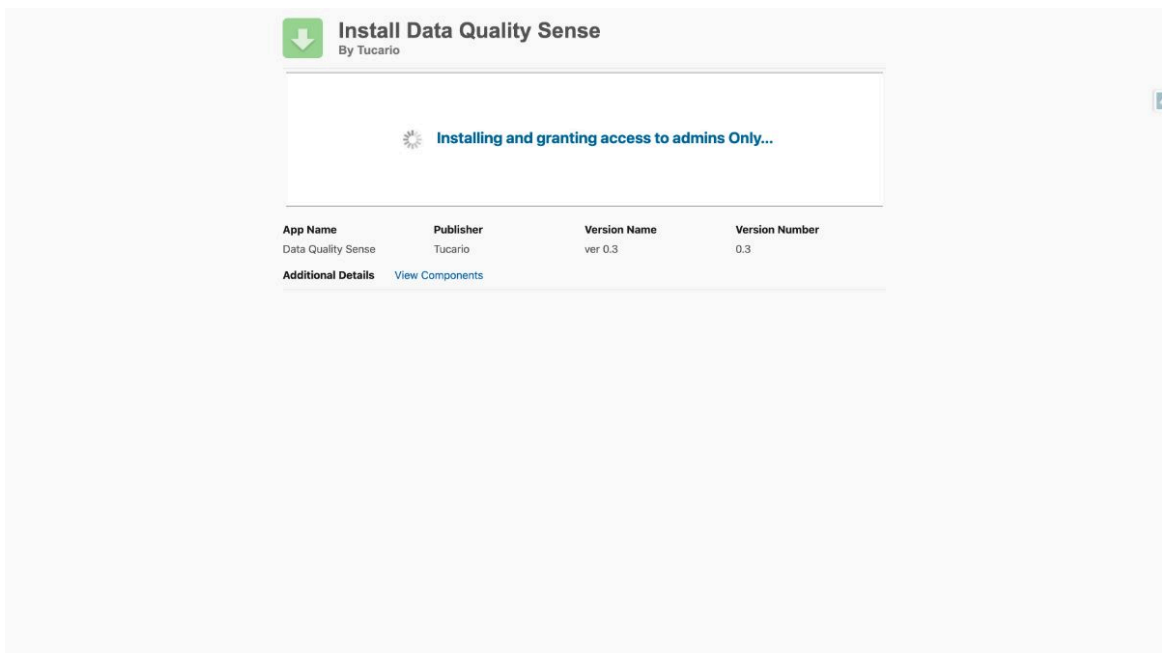 Install Data Quality Sense
By Tucario
Installing and granting access to admins Only...
App Name Publisher Version Name Version Number
Data Quality Sense Tucario ver 0.3 0.3
Additional Details View Components